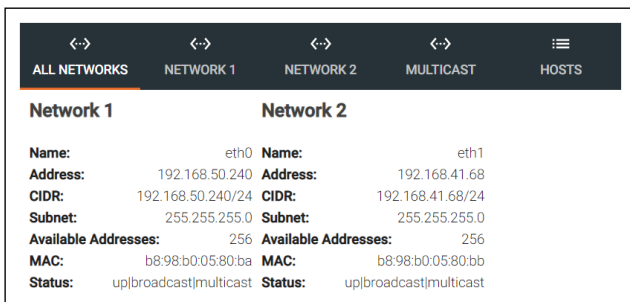 ALL NETWORKS NETWORK 1 NETWORK 2 MULTICAST HOSTS
Network 1 Network 2
Name: eth0 Name: eth1
Address: 192.168.50.240 Address: 192.168.41.68
CIDR: 192.168.50.240/24 CIDR: 192.168.41.68/24
Subnet: 255.255.255.0 Subnet: 255.255.255.0
Available Addresses: 256 Available Addresses: 256
MAC: b8:98:b0:05:80:ba MAC: b8:98:b0:05:80:bb
Status: up|broadcast|multicast Status: up|broadcast|multicast